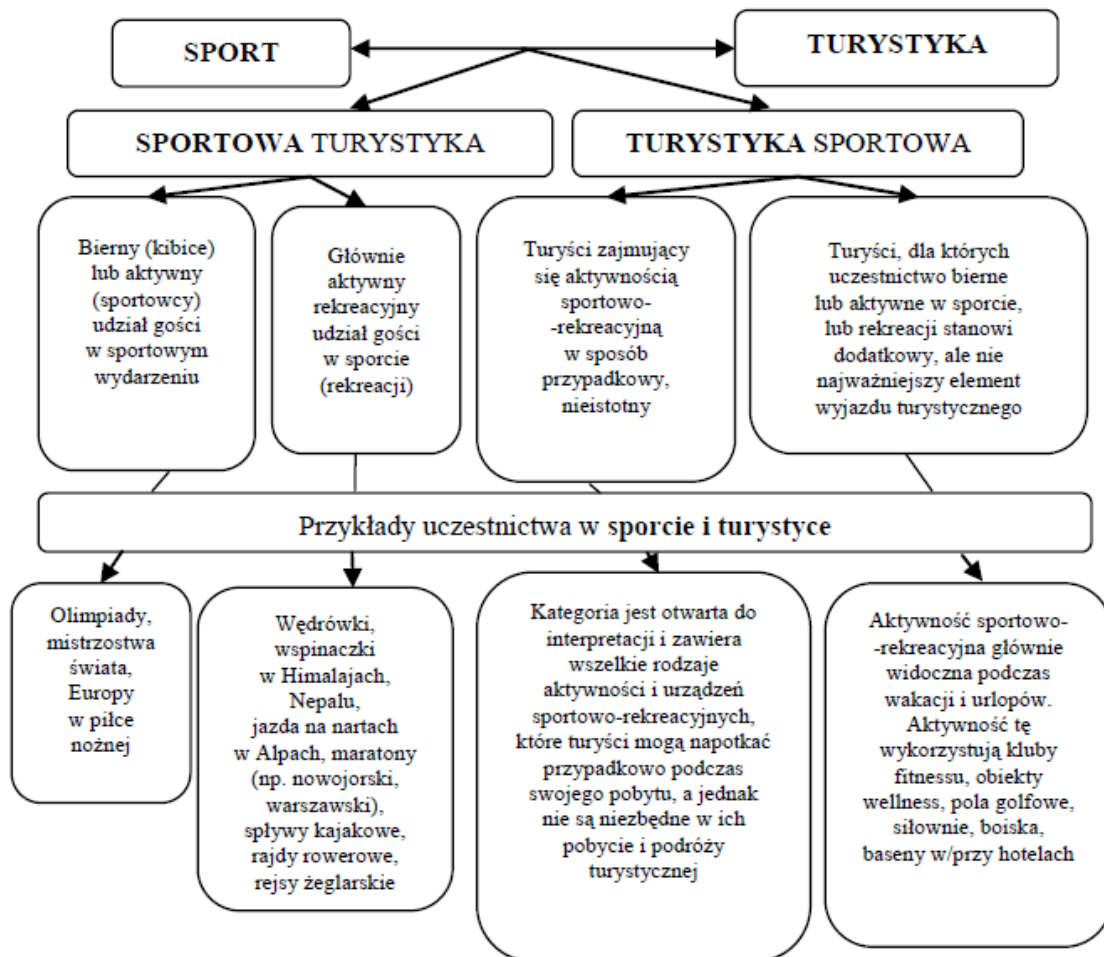 SPORT
TURYSTYKA
SPORTOWA TURYSTYKA
TURYSTYKA SPORTOWA
Bierny (kibice)
lub aktywny
(sportowcy)
udział gości
w sportowym
wydarzeniu
Głównie
aktywny
rekreacyjny
udział gości
w sporcie
(rekreacji)
Turyści zajmujący
się aktywnością
sportowo-
-rekreacyjną
w sposób
przypadkowy,
nieistotny
Turyści, dla których
uczestnictwo bierne
lub aktywne w sporcie,
lub rekreacji stanowi
dodatkowy, ale nie
najważniejszy element
wyjazdu turystycznego
Przykłady uczestnictwa w sporcie i turystyce
Olimpiady,
mistrzostwa
świata,
Europy
w piłce
nożnej
Wędrówki,
wspinaczki
w Himalajach,
Nepalu,
jazda na nartach
w Alpach, maratony
(np. nowojorski,
warszawski),
spływy kajakowe,
rajdy rowerowe,
rejsy żeglarskie
Kategoria jest otwarta do
interpretacji i zawiera
wszelkie rodzaje
aktywności i urządzeń
sportowo-rekreacyjnych,
które turyści mogą napotkać
przypadkowo podczas
swojego pobytu, a jednak
nie są niezbędne w ich
pobycie i podróży
turystycznej
Aktywność sportowo-
-rekreacyjna głównie
widoczna podczas
wakacji i urlopów.
Aktywność tę
wykorzystują kluby
fitnessu, obiekty
wellness, pola golfowe,
siłownie, boiska,
baseny w/przy hotelach